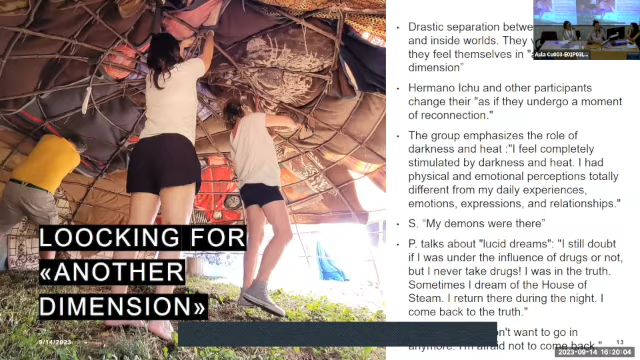 LOOCKING FOR
«ANOTHER
DIMENSION»
9/14/2023
• Drastic separation
and inside worlds. They
they feel themselves in
dimension"
• Hermano Ichu and other participants
change their "as if they undergo a moment
of reconnection."
• The group emphasizes the role of
darkness and heat :"I feel completely
stimulated by darkness and heat. I had
physical and emotional perceptions totally
different from my daily experiences,
emotions, expressions, and relationships."
• S. "My demons were there"
• P. talks about "lucid dreams": "I still doubt
if I was under the influence of drugs or not,
but I never take drugs! I was in the truth.
Sometimes I dream of the House of
Steam. I return there during the night. I
come back to the truth."
want to go in
afraid not to come back
13
2023-09-14 16:20:04